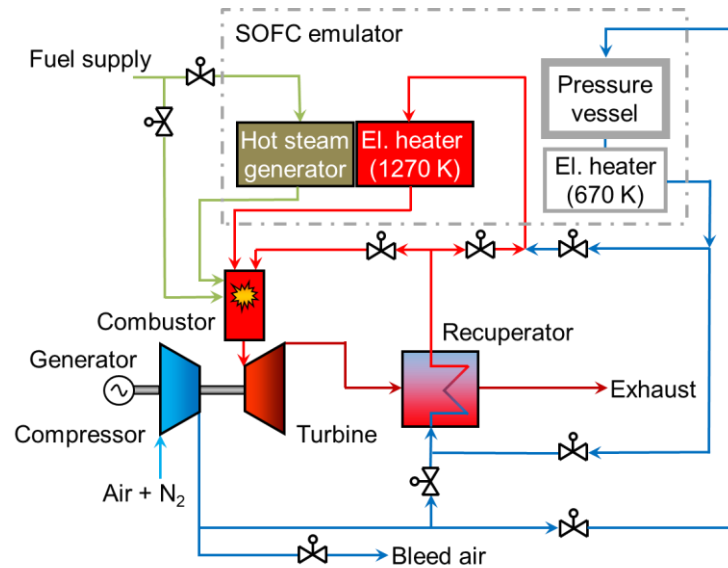 SOFC emulator
Fuel supply
Pressure
vessel
Hot steam
generator
El. heater
(1270 K)
El. heater
(670 K)
Combustor
Recuperator
Generator
Exhaust
Compressor
Turbine
Air + N₂
Bleed air